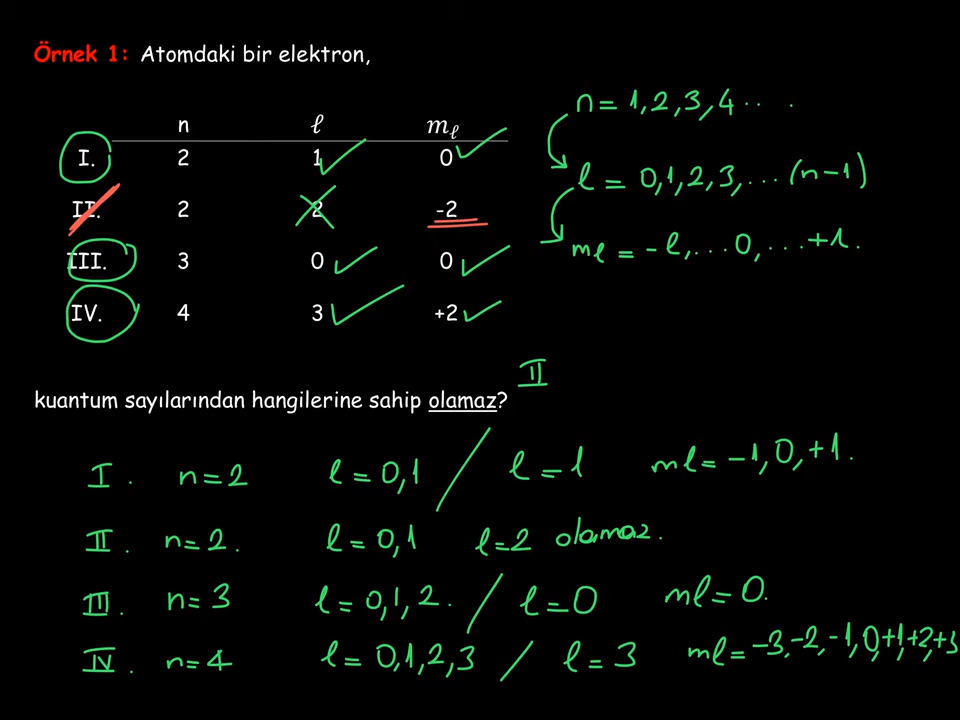 Örnek 1: Atomdaki bir elektron,
n ℓ mℓ
I. 2 1 0
II. 2 2 -2
III. 3 0 0
IV. 4 3 +2
n = 1, 2, 3, 4 .. .
l = 0, 1, 2, 3, ... (n-1)
ml = -l, ... 0, ... +l.
II
kuantum sayılarından hangilerine sahip olamaz?
I. n = 2 l = 0, 1 / l = 1 ml = -1, 0, +1.
II. n = 2. l = 0, 1 l = 2 olamaz.
III. n = 3 l = 0, 1, 2. / l = 0 ml = 0.
IV. n = 4 l = 0, 1, 2, 3 / l = 3 ml = -3, -2, -1, 0, +1, +2, +3